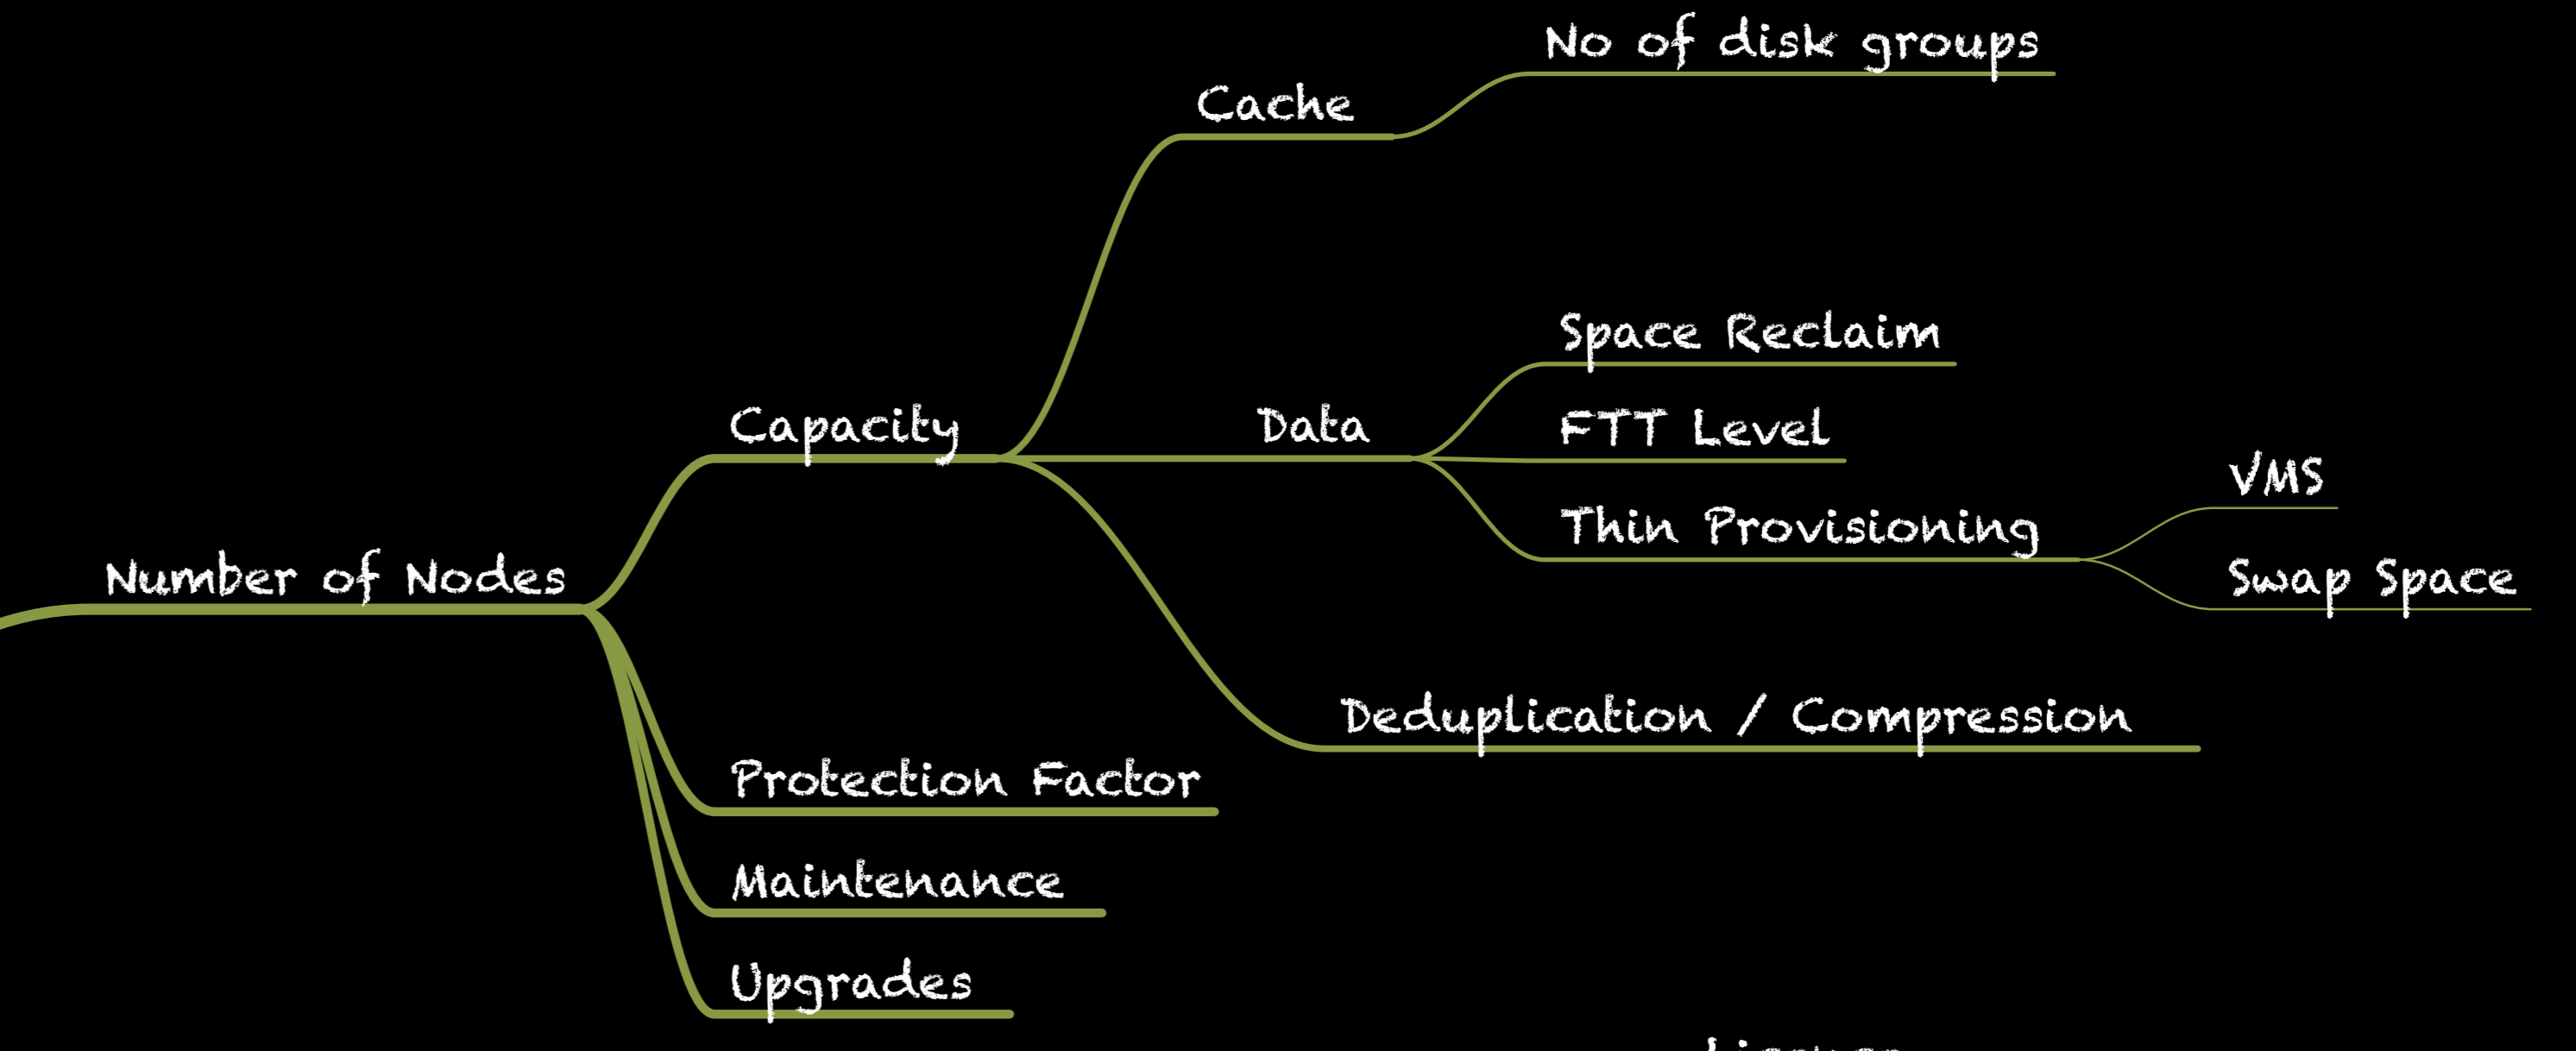 No of disk groups
Cache
Space Reclaim
Capacity
Data
FTT Level
VMS
Thin Provisioning
Number of Nodes
Swap Space
Deduplication / Compression
Protection Factor
Maintenance
Upgrades